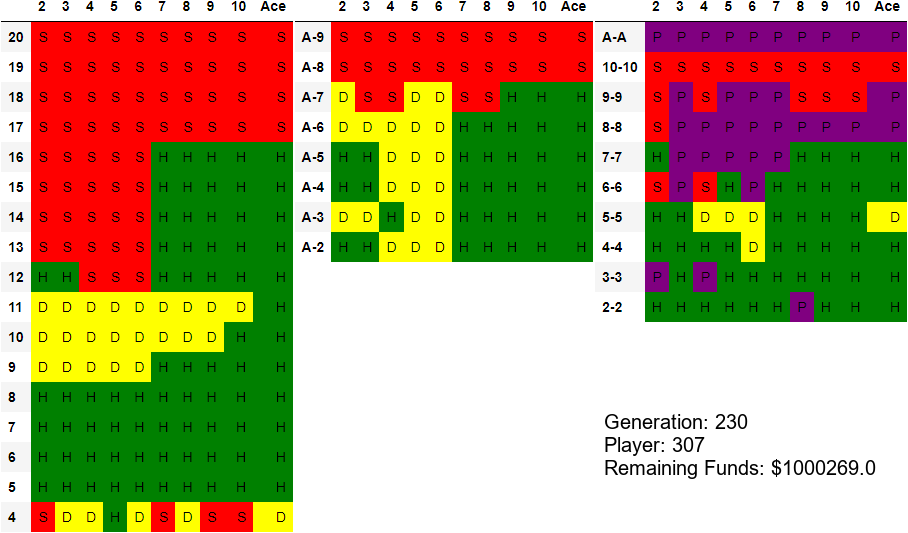 2 3 4 5 6 7 8 9 10 Ace
20 S S S S S S S S S S
19 S S S S S S S S S S
18 S S S S S S S S S S
17 S S S S S S S S S S
16 S S S S S H H H H H
15 S S S S S H H H H H
14 S S S S S H H H H H
13 S S S S S H H H H H
12 H H S S S H H H H H
11 D D D D D D D D D H
10 D D D D D D D D H H
9 D D D D D H H H H H
8 H H H H H H H H H H
7 H H H H H H H H H H
6 H H H H H H H H H H
5 H H H H H H H H H H
4 S D D H D S D S S D
2 3 4 5 6 7 8 9 10 Ace
A-9 S S S S S S S S S S
A-8 S S S S S S S S S S
A-7 D S S D D S S H H H
A-6 D D D D D H H H H H
A-5 H H D D D H H H H H
A-4 H H D D D H H H H H
A-3 D D H D D H H H H H
A-2 H H D D D H H H H H
2 3 4 5 6 7 8 9 10 Ace
A-A P P P P P P P P P P
10-10 S S S S S S S S S S
9-9 S P S P P P S S S P
8-8 S P P P P P P P P P
7-7 H P P P P P H H H H
6-6 S P S H P H H H H H
5-5 H H D D D H H H H D
4-4 H H H H D H H H H H
3-3 P H P H H H H H H H
2-2 H H H H H H P H H H
Generation: 230
Player: 307
Remaining Funds: $1000269.0